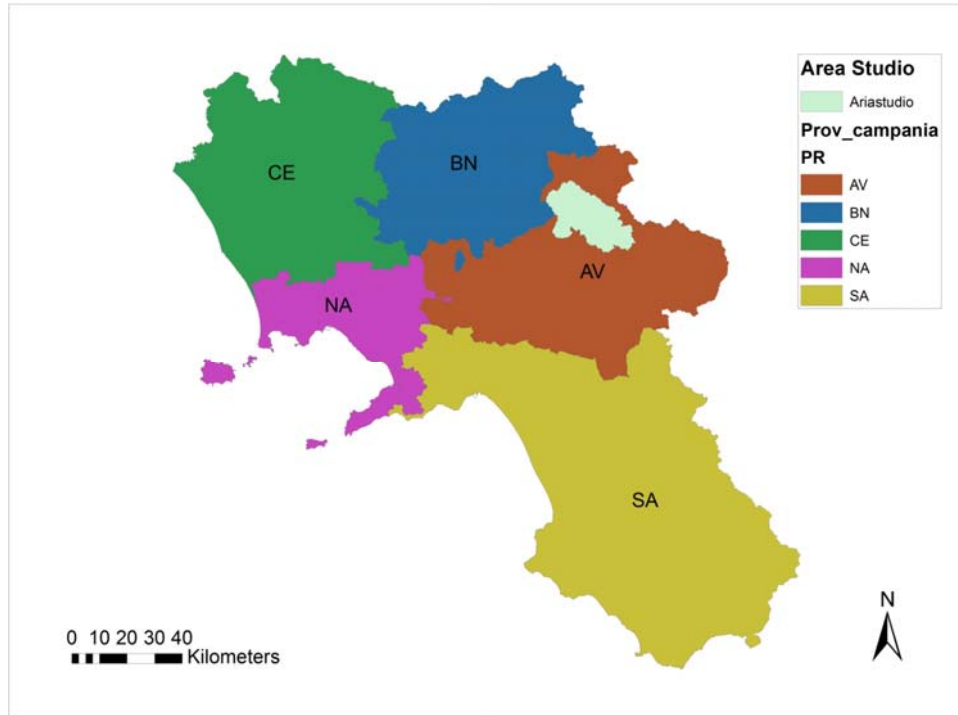 Area Studio
Ariastudio
Prov_campania
PR
AV
BN
CE
NA
SA
CE
BN
AV
NA
SA
N
0 10 20 30 40
Kilometers